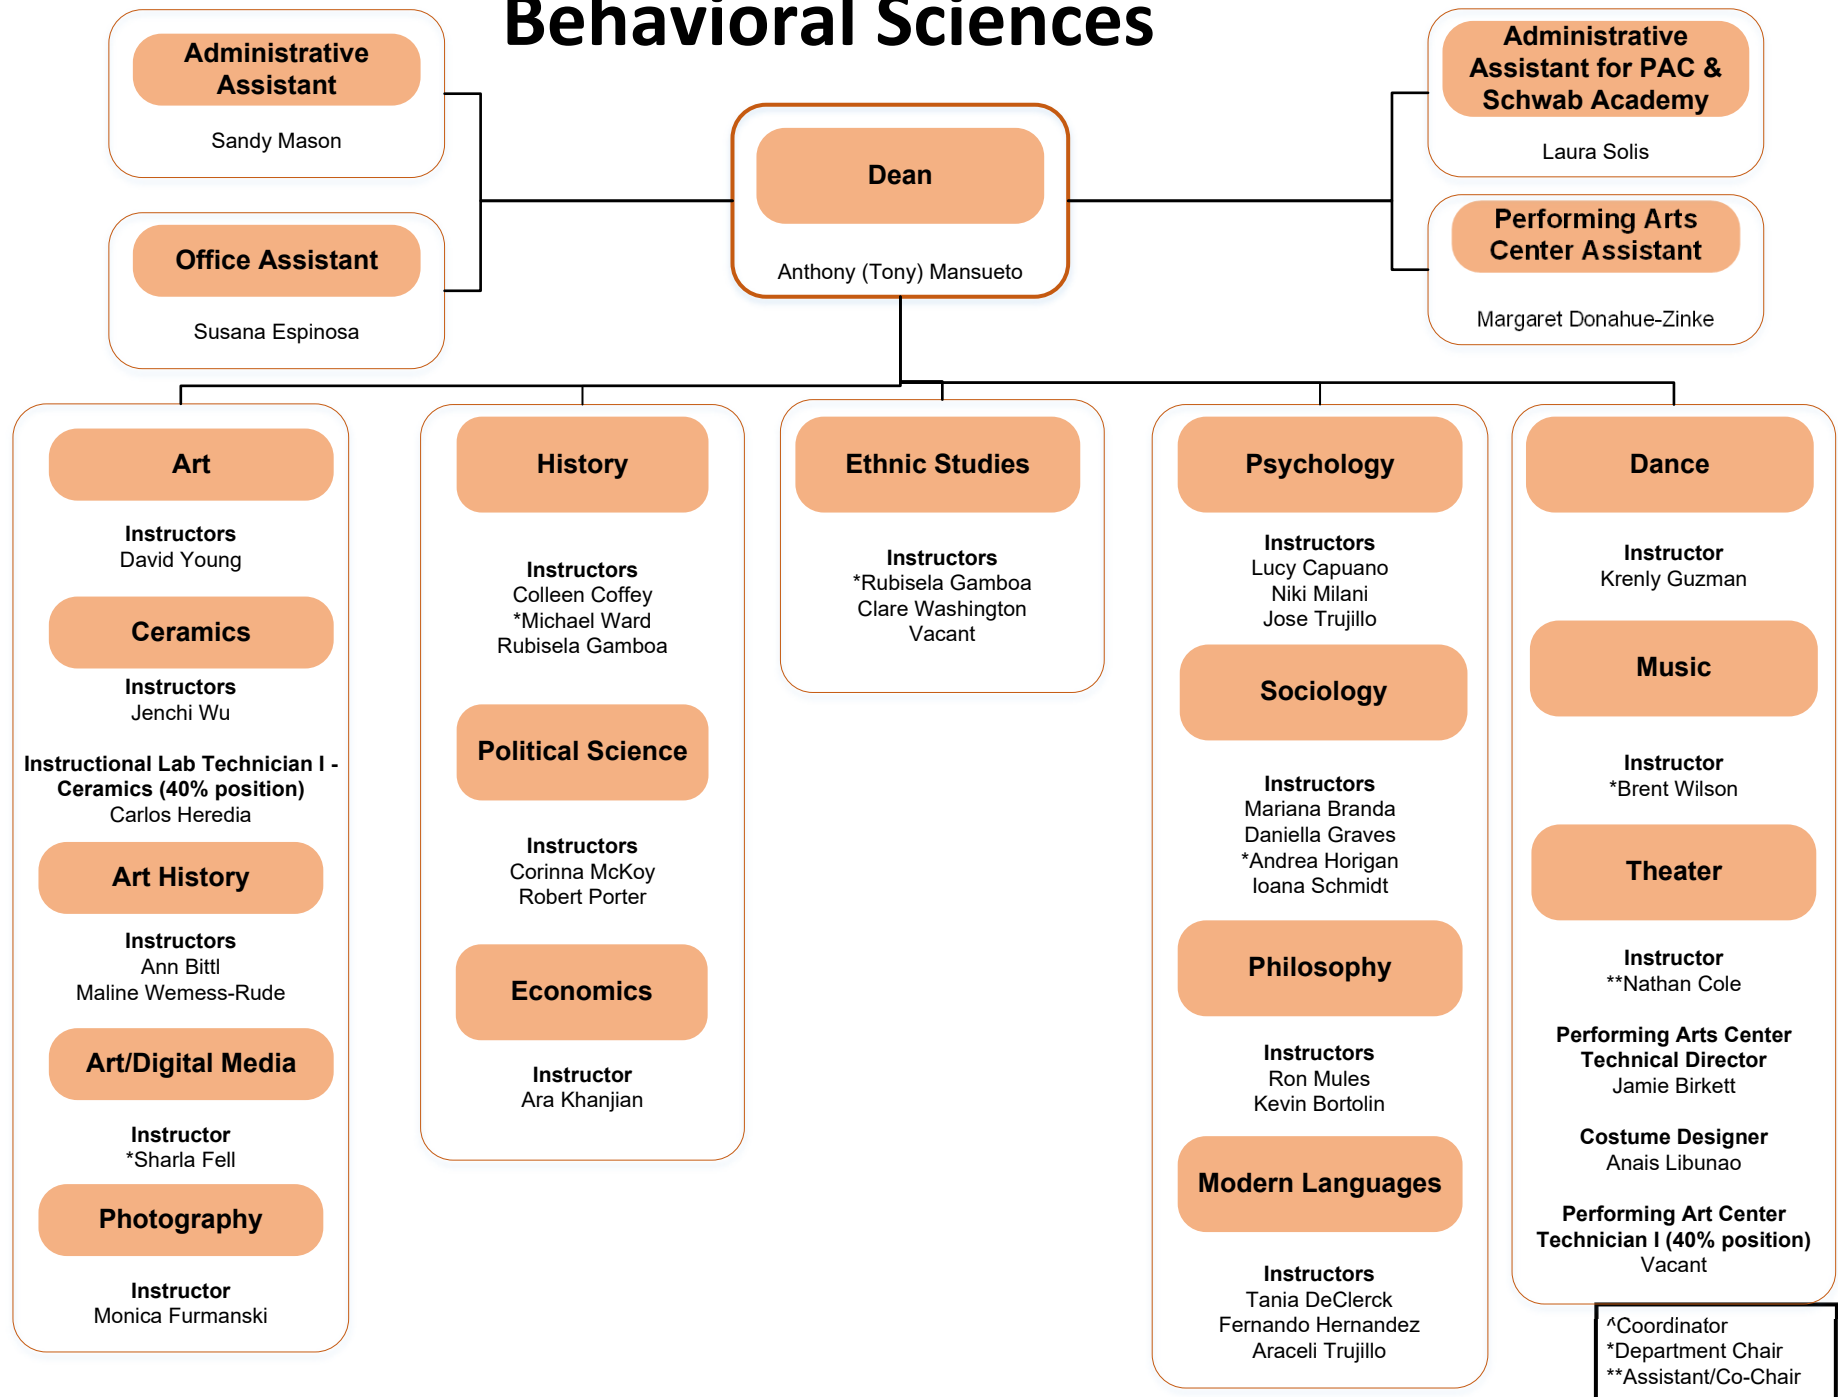 Behavioral Sciences
Administrative
Assistant
Sandy Mason
Office Assistant
Susana Espinosa
Dean
Anthony (Tony) Mansueto
Administrative
Assistant for PAC &
Schwab Academy
Laura Solis
Performing Arts
Center Assistant
Margaret Donahue-Zinke
Art
Instructors
David Young
Ceramics
Instructors
Jenchi Wu
Instructional Lab Technician I -
Ceramics (40% position)
Carlos Heredia
Art History
Instructors
Ann Bittl
Maline Wemess-Rude
Art/Digital Media
Instructor
*Sharla Fell
Photography
Instructor
Monica Furmanski
History
Instructors
Colleen Coffey
*Michael Ward
Rubisela Gamboa
Political Science
Instructors
Corinna McKoy
Robert Porter
Economics
Instructor
Ara Khanjian
Ethnic Studies
Instructors
*Rubisela Gamboa
Clare Washington
Vacant
Psychology
Instructors
Lucy Capuano
Niki Milani
Jose Trujillo
Sociology
Instructors
Mariana Branda
Daniella Graves
*Andrea Horigan
Ioana Schmidt
Philosophy
Instructors
Ron Mules
Kevin Bortolin
Modern Languages
Instructors
Tania DeClerck
Fernando Hernandez
Araceli Trujillo
Dance
Instructor
Krenly Guzman
Music
Instructor
*Brent Wilson
Theater
Instructor
**Nathan Cole
Performing Arts Center
Technical Director
Jamie Birkett
Costume Designer
Anais Libunao
Performing Art Center
Technician I (40% position)
Vacant
^Coordinator
*Department Chair
**Assistant/Co-Chair